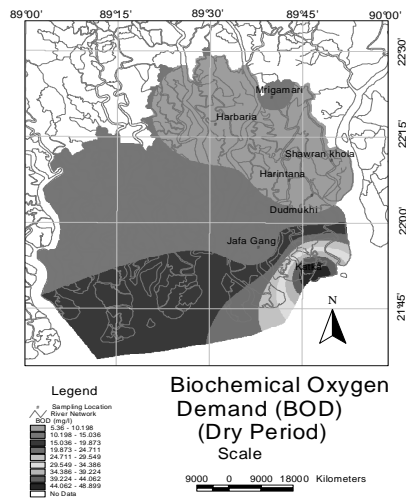 89°00' 89°15' 89°30' 89°45' 90°00'
22°30'
Mrigamari
Harbaria
22°15'
Shawran khola
Harintana
Dudmukhi
22°00'
Jafa Gang
Katka
N
21°45'
Legend
Sampling Location
River Network
BOD (mg/l)
5.36 - 10.198
10.198 - 15.036
15.036 - 19.873
19.873 - 24.711
24.711 - 29.549
29.549 - 34.386
34.386 - 39.224
39.224 - 44.062
44.062 - 48.899
No Data
Biochemical Oxygen
Demand (BOD)
(Dry Period)
Scale
9000 0 9000 18000 Kilometers